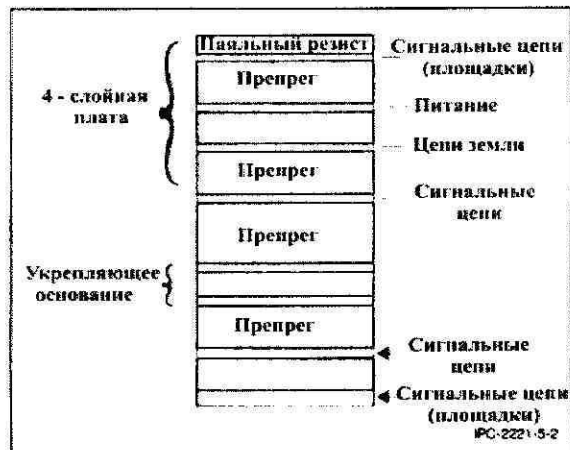 Паяльный резист
Сигнальные цепи
(площадки)
Препрег
4 - слойная
плата
Питание
Цепи земли
Препрег
Сигнальные
цепи
Препрег
Укрепляющее
основание
Препрег
Сигнальные
цепи
Сигнальные цепи
(площадки)
IPC-2221-5-2